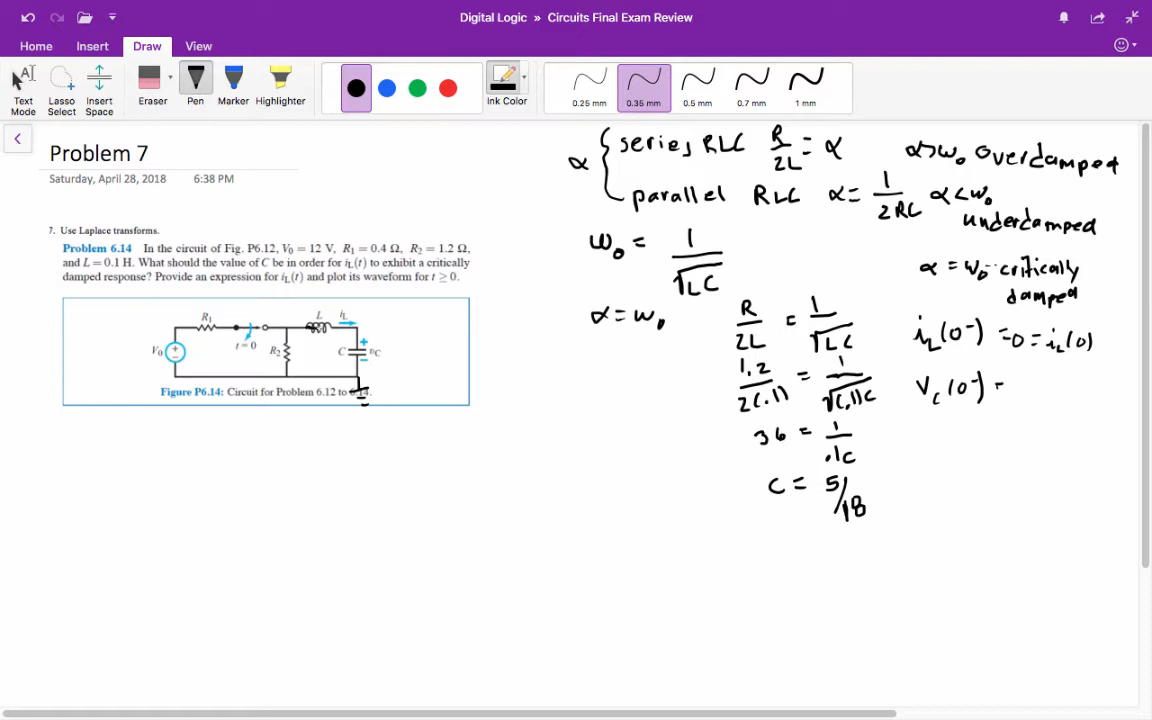 Digital Logic » Circuits Final Exam Review
Home Insert Draw View
Text Mode
Lasso Select
Insert Space
Eraser
Pen
Marker
Highlighter
Ink Color
0.25 mm
0.35 mm
0.5 mm
0.7 mm
1 mm
Problem 7
Saturday, April 28, 2018 6:38 PM
7. Use Laplace transforms.
Problem 6.14 In the circuit of Fig. P6.12, V0 = 12 V, R1 = 0.4 Ω, R2 = 1.2 Ω,
and L = 0.1 H. What should the value of C be in order for iL(t) to exhibit a critically
damped response? Provide an expression for iL(t) and plot its waveform for t ≥ 0.
R1
L
iL
V0
t = 0
R2
C
υC
Figure P6.14: Circuit for Problem 6.12 to 6.14.
α { series RLC R/2L = α
parallel RLC α = 1/2RC
α>ω0 overdamped
α<ω0 underdamped
α = ω0 - critically damped
ω0 = 1/√LC
α = ω0
R/2L = 1/√LC
1.2/2(.1) = 1/√(.1)C
36 = 1/.1C
C = 5/18
iL(0-) = 0 = iL(0)
Vc(0-) =